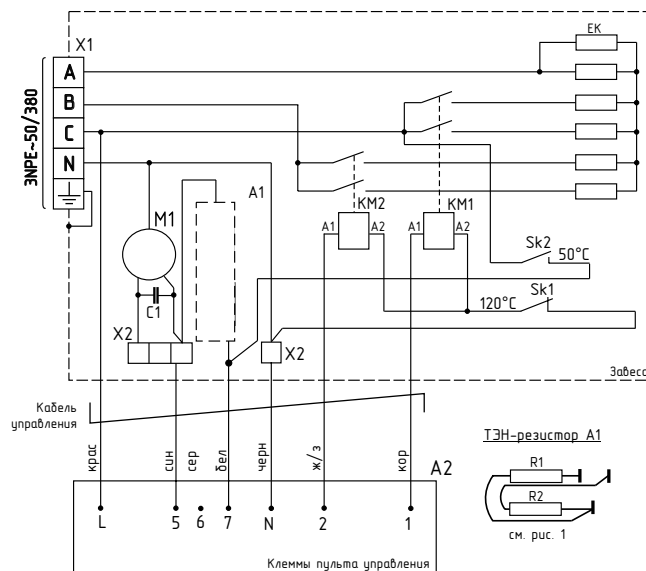 X1
3NPE~50/380
A
B
C
N
EK
A1
M1
C1
X2
X2
KM2
KM1
A1
A2
A1
A2
Sk2
50°C
Sk1
120°C
Завеса
Кабель
управления
крас
син
сер
бел
черн
ж/з
кор
A2
L
5
6
7
N
2
1
Клеммы пульта управления
ТЭН-резистор А1
R1
R2
см. рис. 1